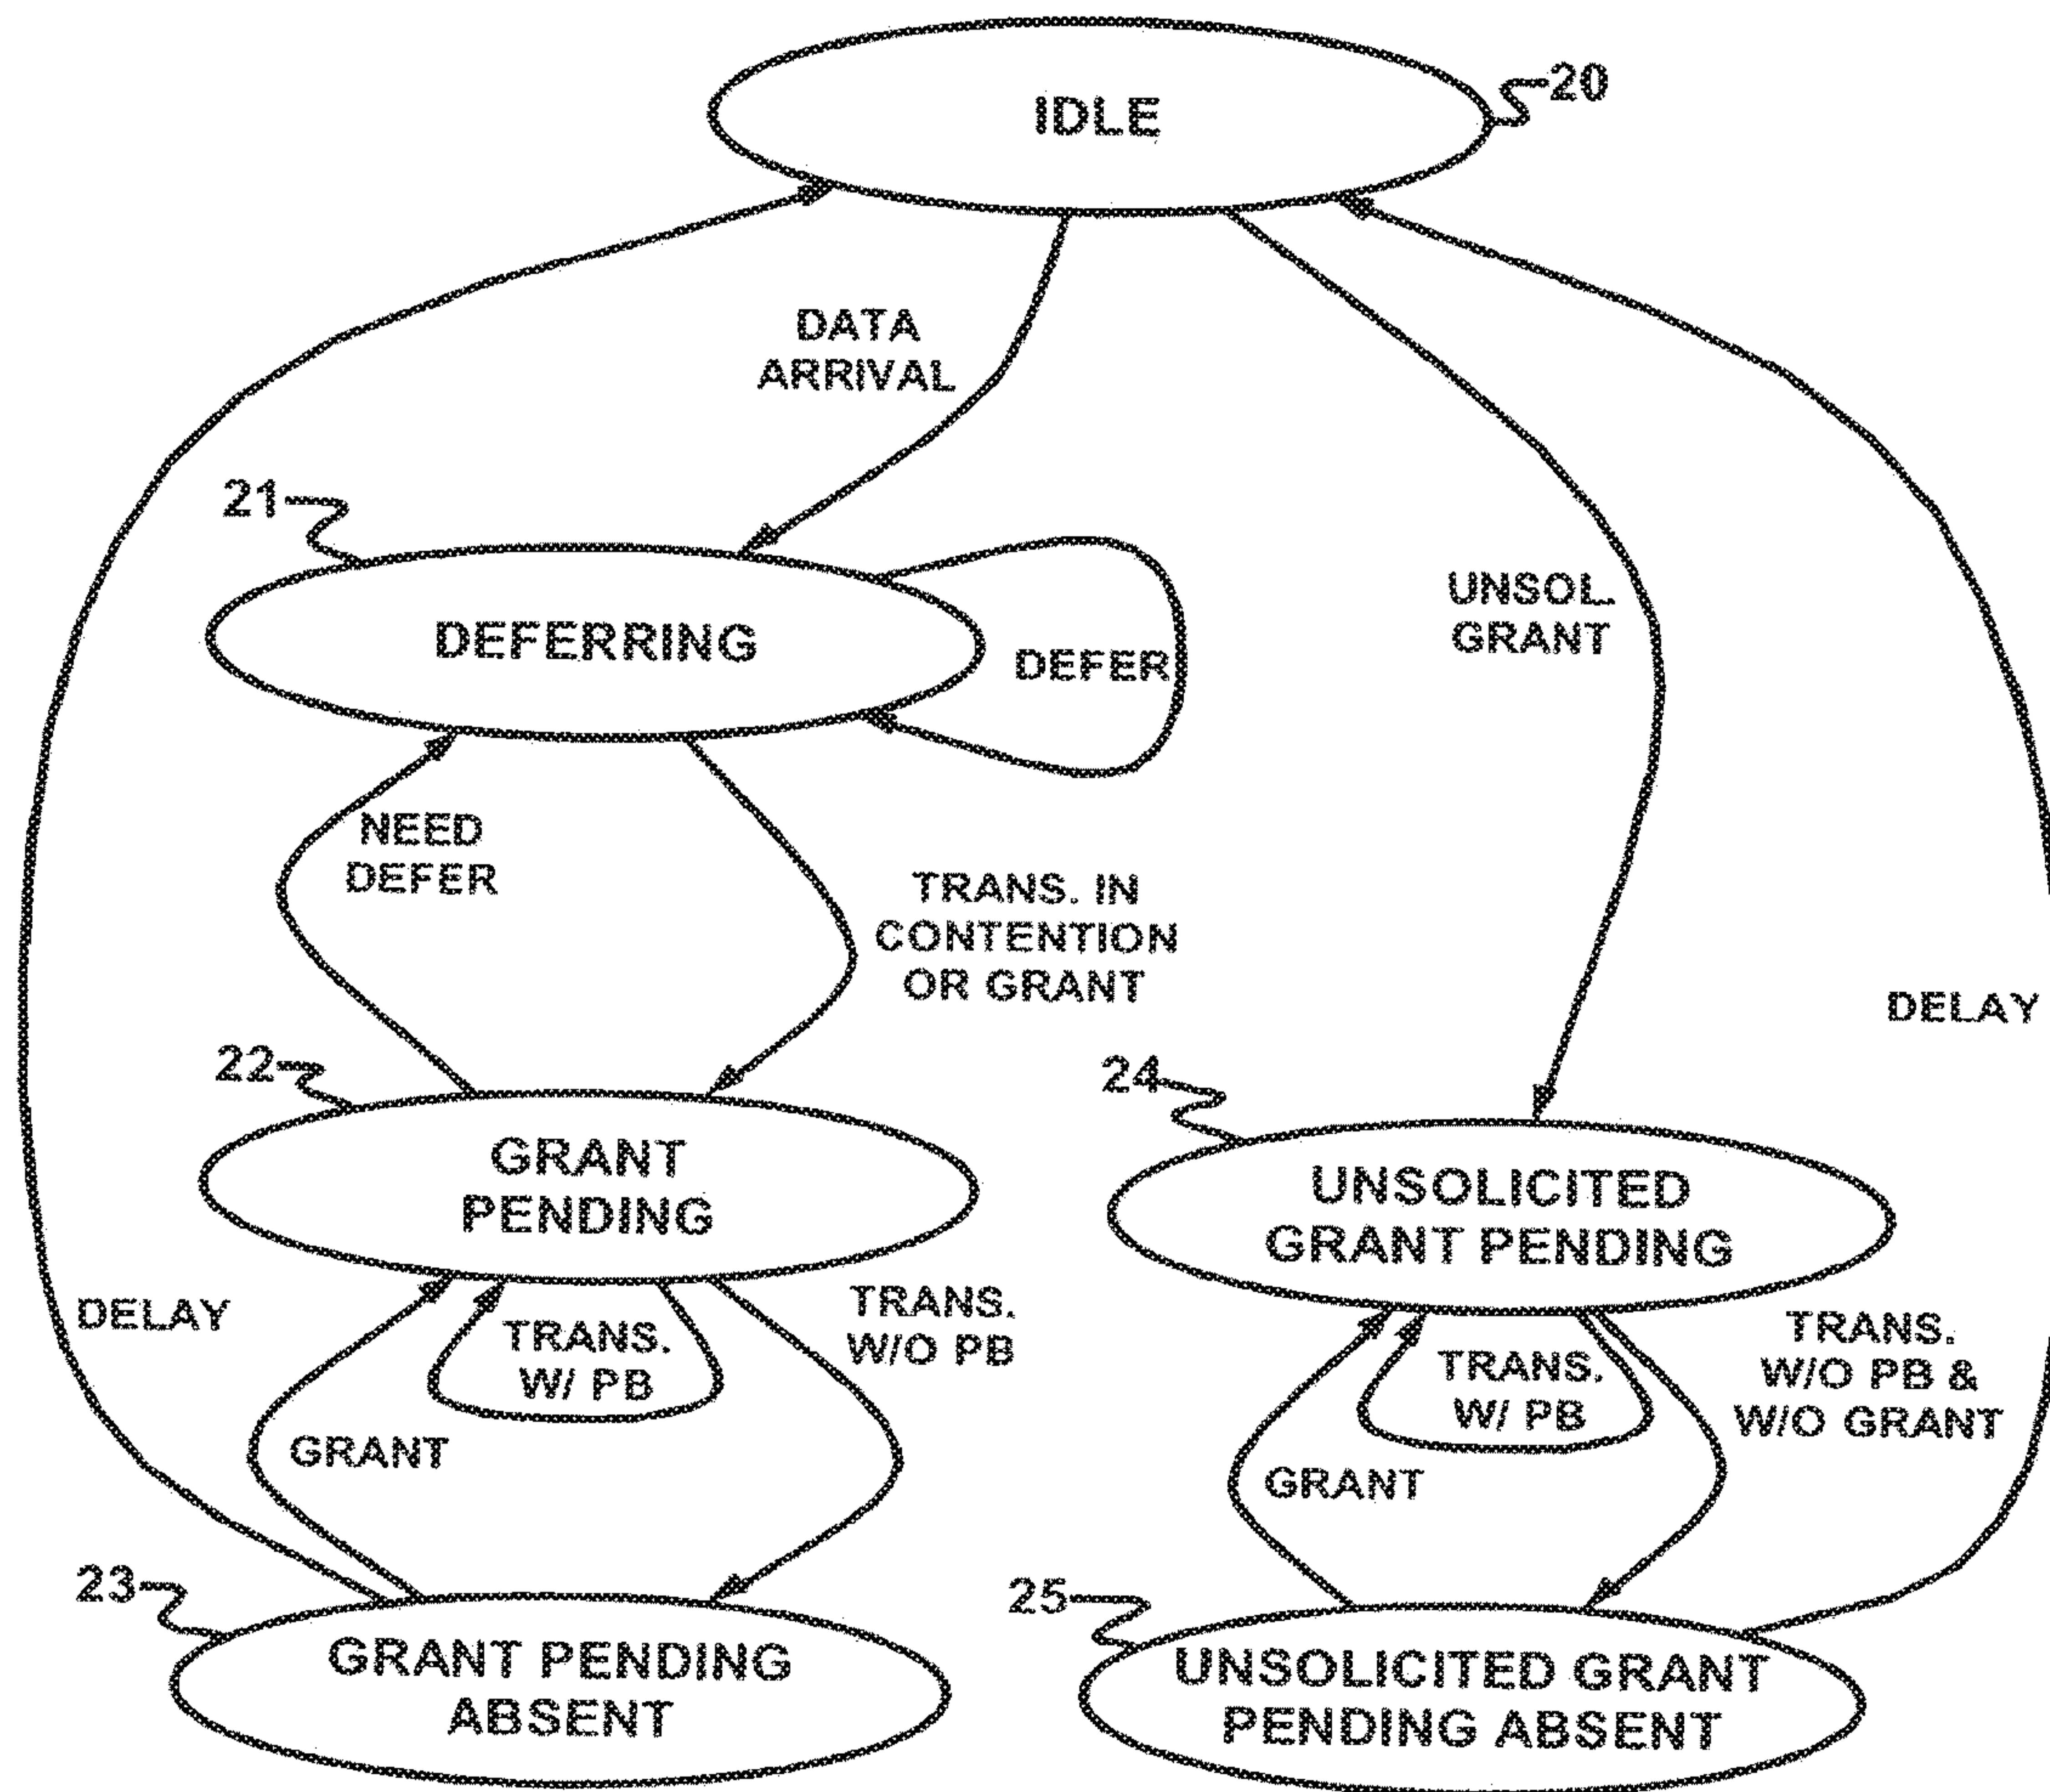 IDLE
20
DATA
ARRIVAL
21
DEFERRING
DEFER
UNSOL.
GRANT
NEED
DEFER
TRANS. IN
CONTENTION
OR GRANT
DELAY
22
GRANT
PENDING
24
UNSOLICITED
GRANT PENDING
DELAY
TRANS.
W/ PB
TRANS.
W/O PB
GRANT
TRANS.
W/ PB
TRANS.
W/O PB &
W/O GRANT
GRANT
23
GRANT PENDING
ABSENT
25
UNSOLICITED GRANT
PENDING ABSENT